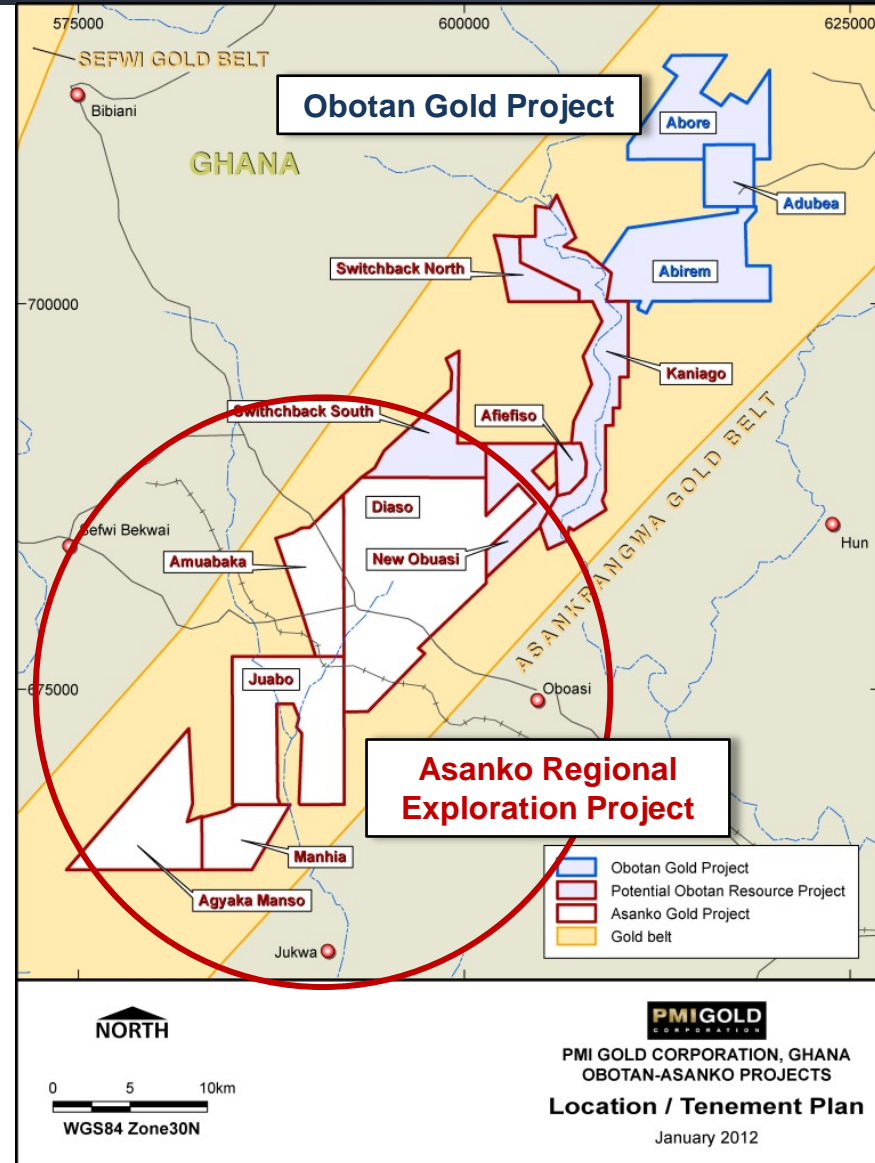 575000
600000
625000
SEFWI GOLD BELT
Bibiani
Obotan Gold Project
Abore
GHANA
Adubea
Switchback North
Abirem
700000
Kaniago
Swithchback South
Afiefiso
Diaso
Sefwi Bekwai
Hun
Amuabaka
New Obuasi
ASANKRANGWA GOLD BELT
Juabo
675000
Oboasi
Asanko Regional
Exploration Project
Manhia
Agyaka Manso
Jukwa
Obotan Gold Project
Potential Obotan Resource Project
Asanko Gold Project
Gold belt
NORTH
0 5 10km
WGS84 Zone30N
PMIGOLD
CORPORATION
PMI GOLD CORPORATION, GHANA
OBOTAN-ASANKO PROJECTS
Location / Tenement Plan
January 2012